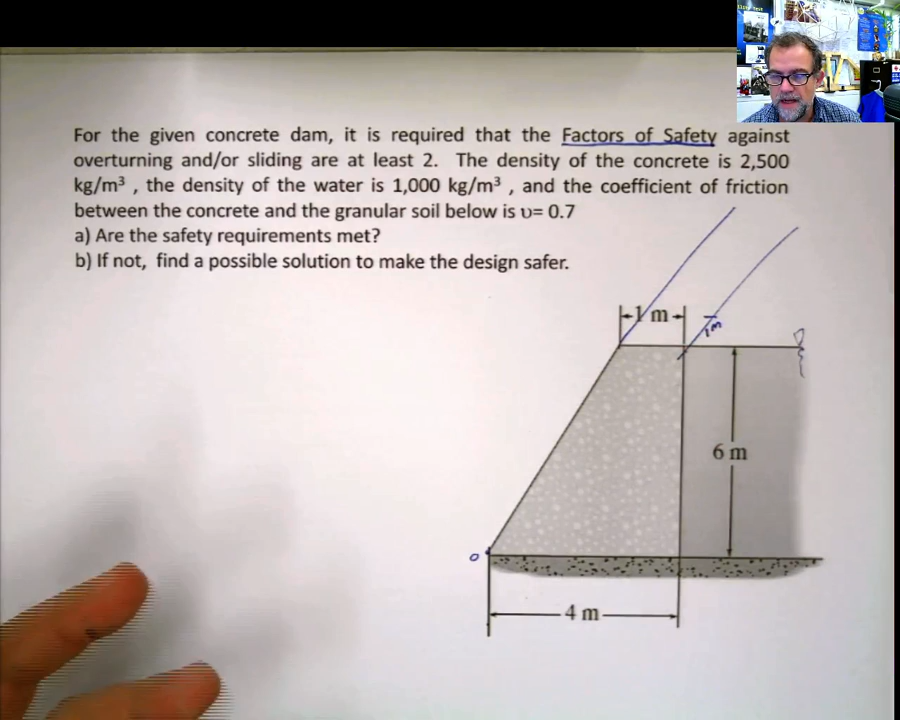 For the given concrete dam, it is required that the Factors of Safety against
overturning and/or sliding are at least 2. The density of the concrete is 2,500
kg/m³ , the density of the water is 1,000 kg/m³ , and the coefficient of friction
between the concrete and the granular soil below is υ= 0.7
a) Are the safety requirements met?
b) If not, find a possible solution to make the design safer.
1 m
1m
6 m
O
4 m